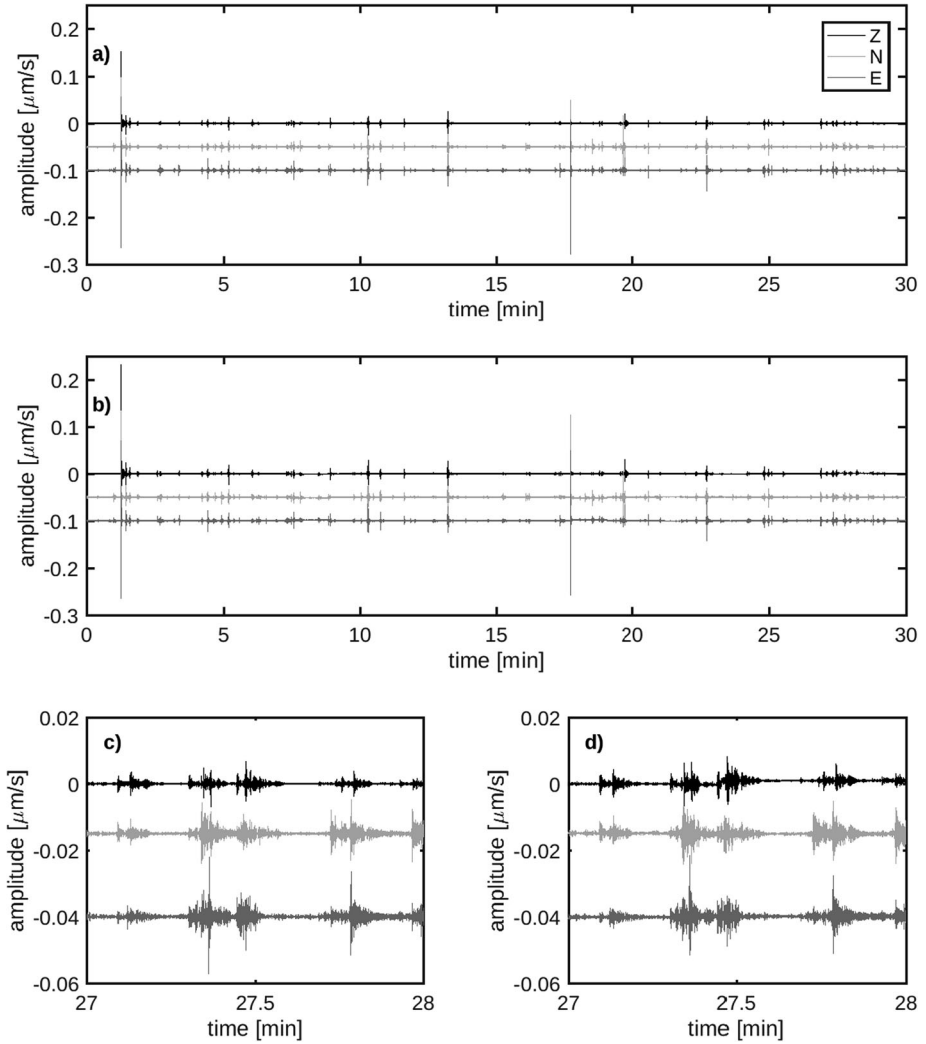 a)
0.2
0.1
0
-0.1
-0.2
-0.3
amplitude [μm/s]
Z
N
E
0 5 10 15 20 25 30
time [min]
b)
0.2
0.1
0
-0.1
-0.2
-0.3
amplitude [μm/s]
0 5 10 15 20 25 30
time [min]
c)
0.02
0
-0.02
-0.04
-0.06
amplitude [μm/s]
27 27.5 28
time [min]
d)
0.02
0
-0.02
-0.04
-0.06
amplitude [μm/s]
27 27.5 28
time [min]